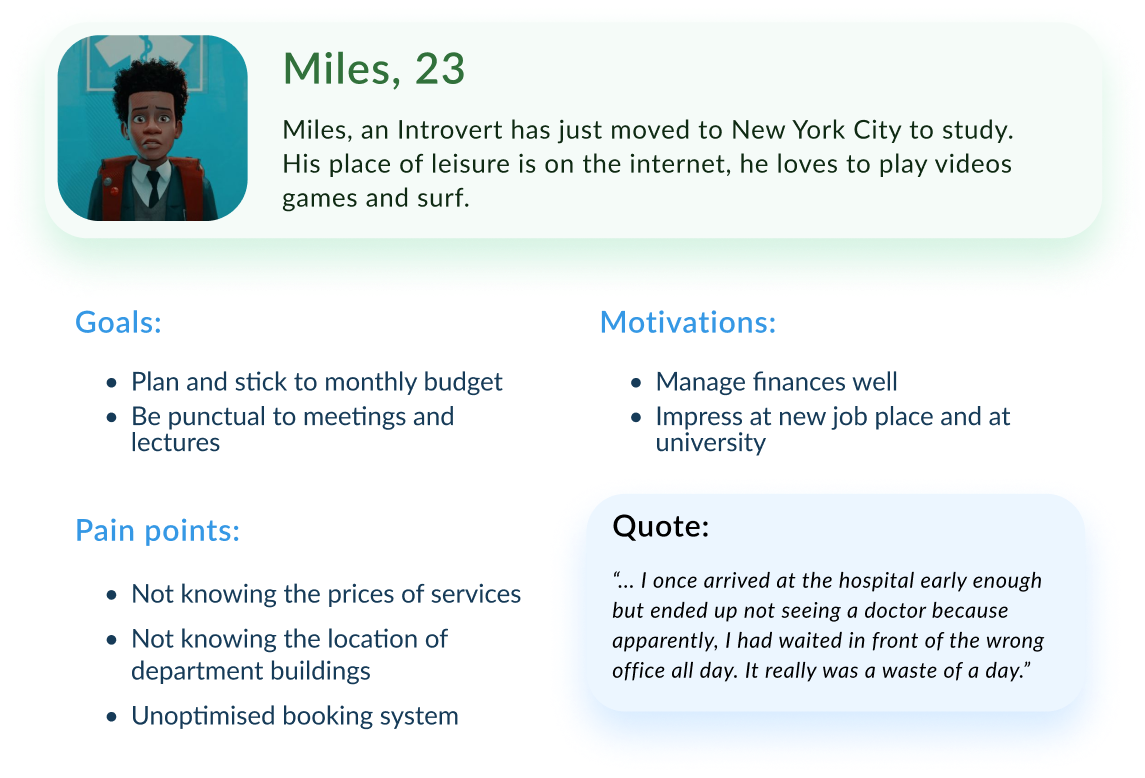 Miles, 23
Miles, an Introvert has just moved to New York City to study.
His place of leisure is on the internet, he loves to play videos
games and surf.
Goals:
• Plan and stick to monthly budget
• Be punctual to meetings and
lectures
Motivations:
• Manage finances well
• Impress at new job place and at
university
Pain points:
• Not knowing the prices of services
• Not knowing the location of
department buildings
• Unoptimised booking system
Quote:
“... I once arrived at the hospital early enough
but ended up not seeing a doctor because
apparently, I had waited in front of the wrong
office all day. It really was a waste of a day.”